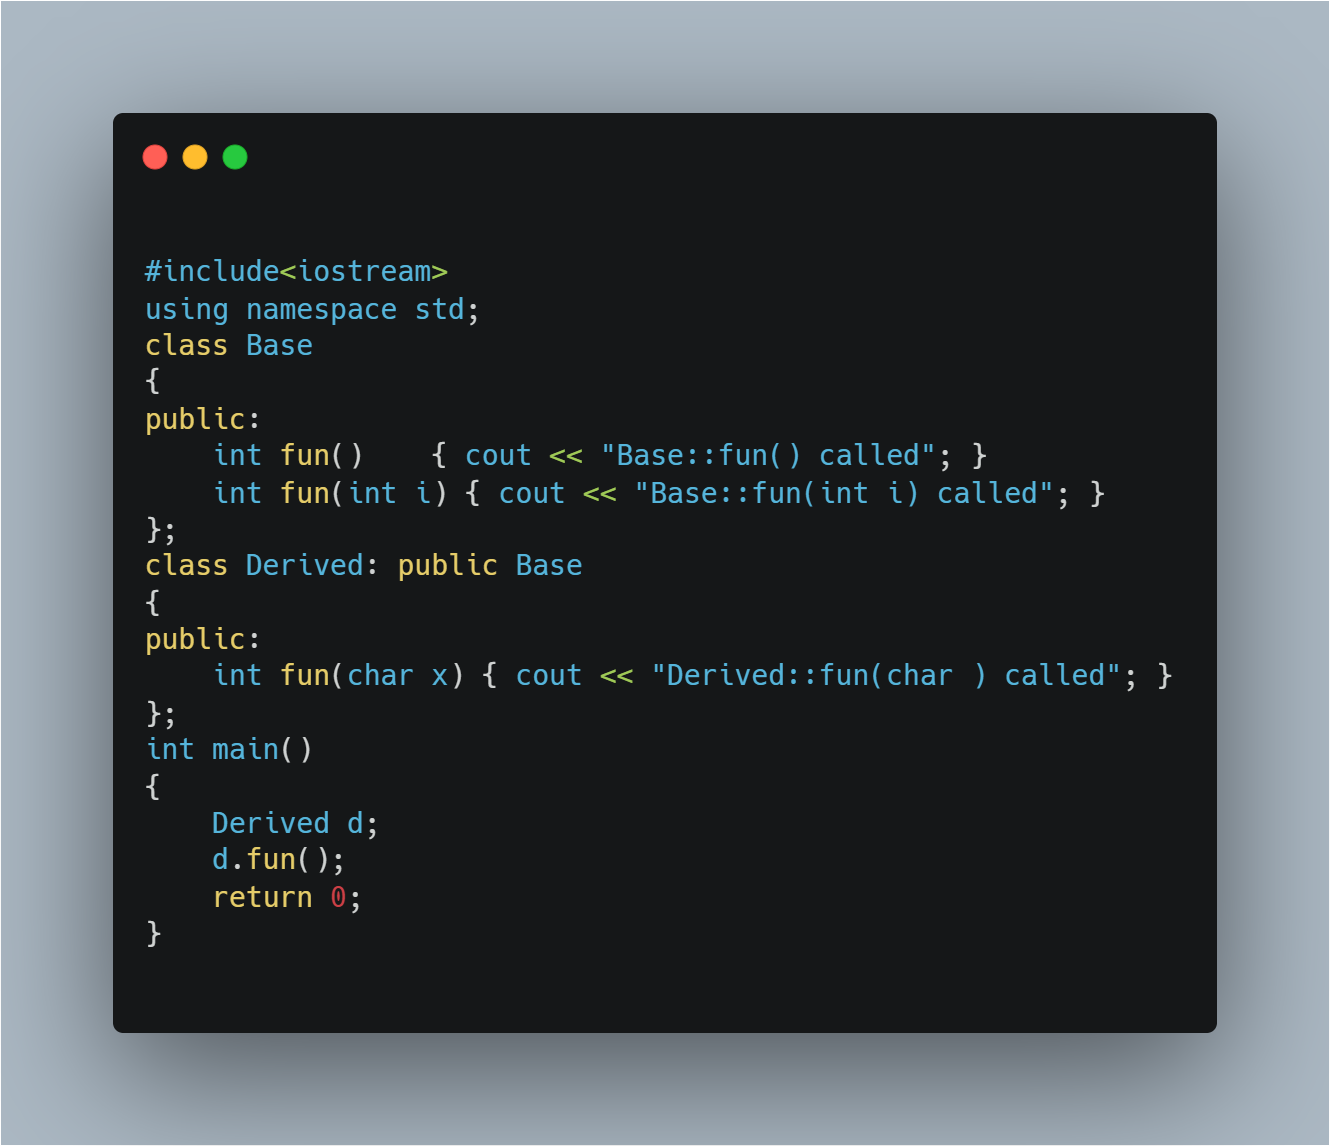 #include<iostream>
using namespace std;
class Base
{
public:
    int fun()    { cout << "Base::fun() called"; }
    int fun(int i) { cout << "Base::fun(int i) called"; }
};
class Derived: public Base
{
public:
    int fun(char x) { cout << "Derived::fun(char ) called"; }
};
int main()
{
    Derived d;
    d.fun();
    return 0;
}